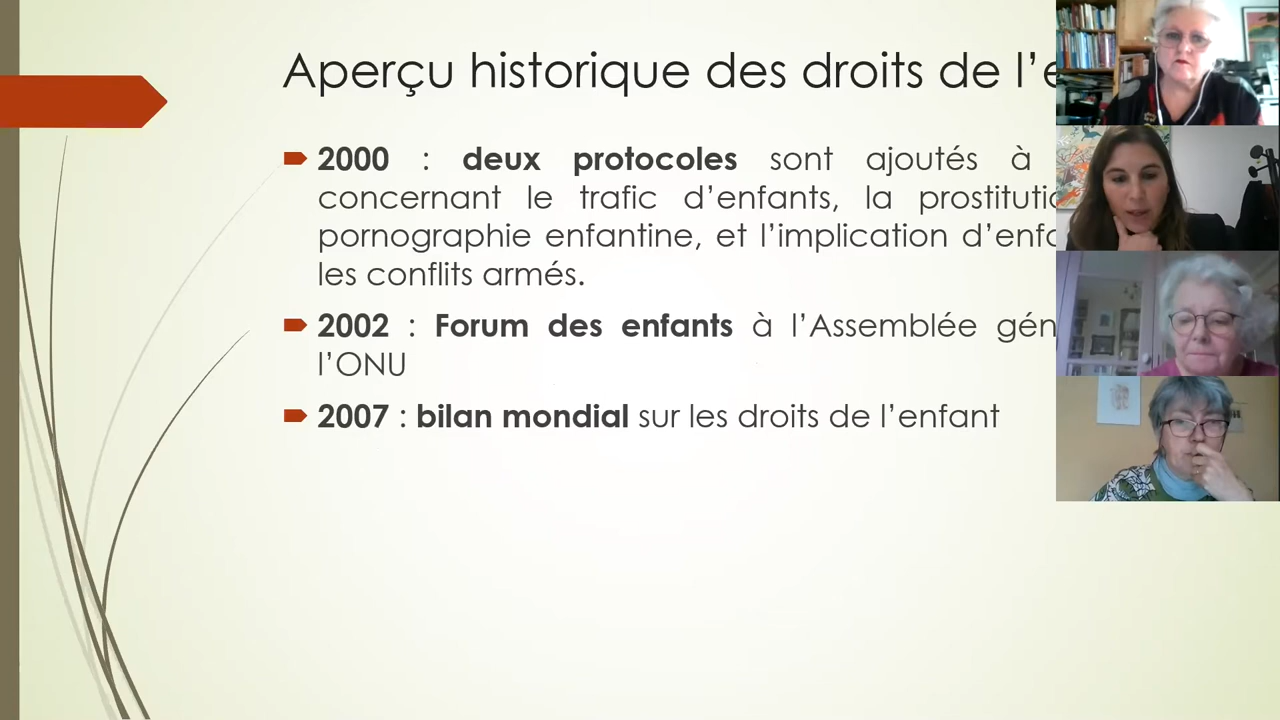 Aperçu historique des droits de l'e
2000 : deux protocoles sont ajoutés à
concernant le trafic d'enfants, la prostitutio
pornographie enfantine, et l'implication d'enfa
les conflits armés.
2002 : Forum des enfants à l'Assemblée gén
l'ONU
2007 : bilan mondial sur les droits de l'enfant